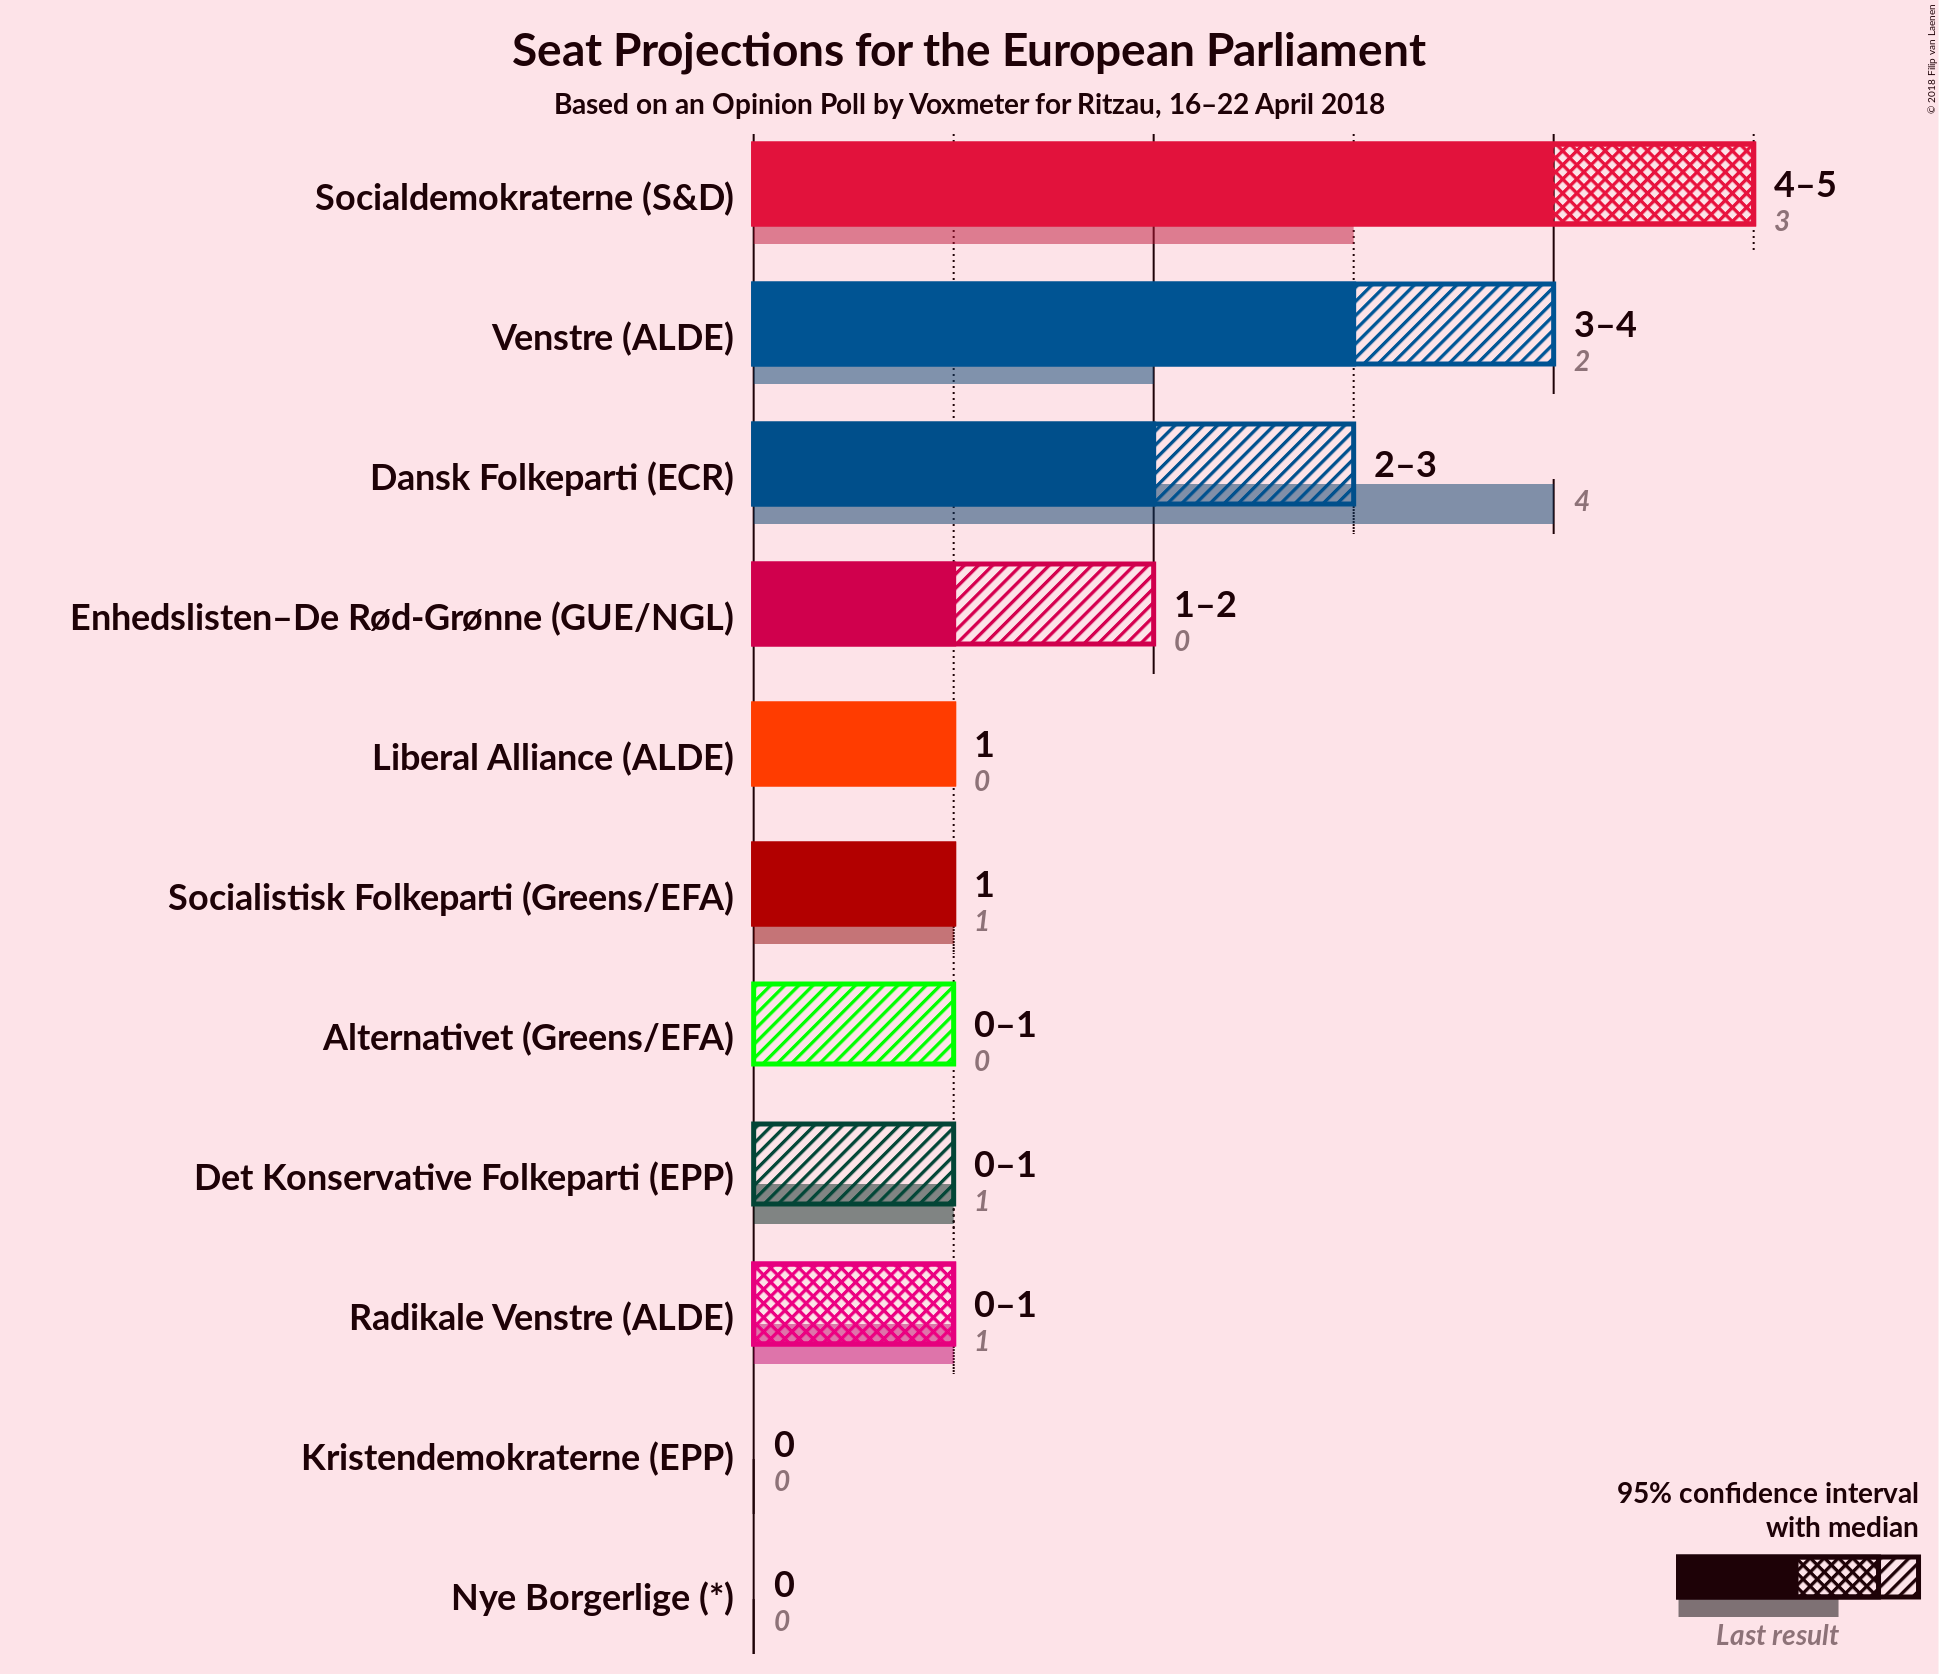 Seat Projections for the European Parliament
Based on an Opinion Poll by Voxmeter for Ritzau, 16–22 April 2018
© 2018 Filip van Laenen
Socialdemokraterne (S&D)
4–5
3
Venstre (ALDE)
3–4
2
Dansk Folkeparti (ECR)
2–3
4
Enhedslisten–De Rød-Grønne (GUE/NGL)
1–2
0
Liberal Alliance (ALDE)
1
0
Socialistisk Folkeparti (Greens/EFA)
1
1
Alternativet (Greens/EFA)
0–1
0
Det Konservative Folkeparti (EPP)
0–1
1
Radikale Venstre (ALDE)
0–1
1
Kristendemokraterne (EPP)
0
0
Nye Borgerlige (*)
0
0
95% confidence interval
with median
Last result